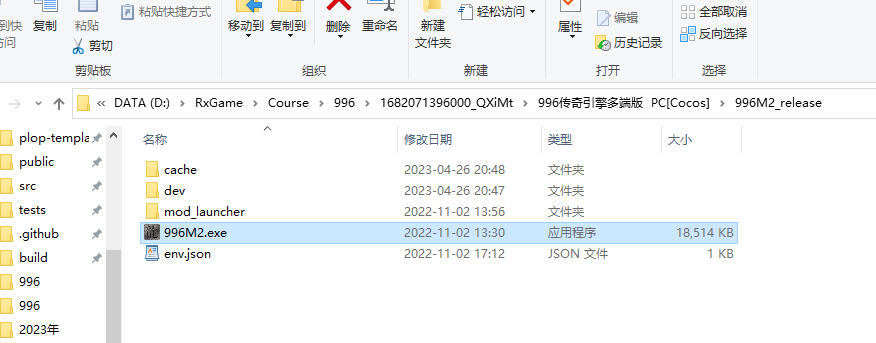 复制
粘贴
粘贴快捷方式
剪切
移动到
复制到
删除
重命名
新建
文件夹
轻松访问
属性
编辑
历史记录
全部取消
反向选择
剪贴板
组织
新建
打开
选择
« DATA (D:) > RxGame > Course > 996 > 1682071396000_QXiMt > 996传奇引擎多端版 PC[Cocos] > 996M2_release
plop-templa
public
src
tests
.github
build
996
996
2023年
名称 修改日期 类型 大小
cache 2023-04-26 20:48 文件夹
dev 2023-04-26 20:47 文件夹
mod_launcher 2022-11-02 13:56 文件夹
996M2.exe 2022-11-02 13:30 应用程序 18,514 KB
env.json 2022-11-02 17:12 JSON 文件 1 KB